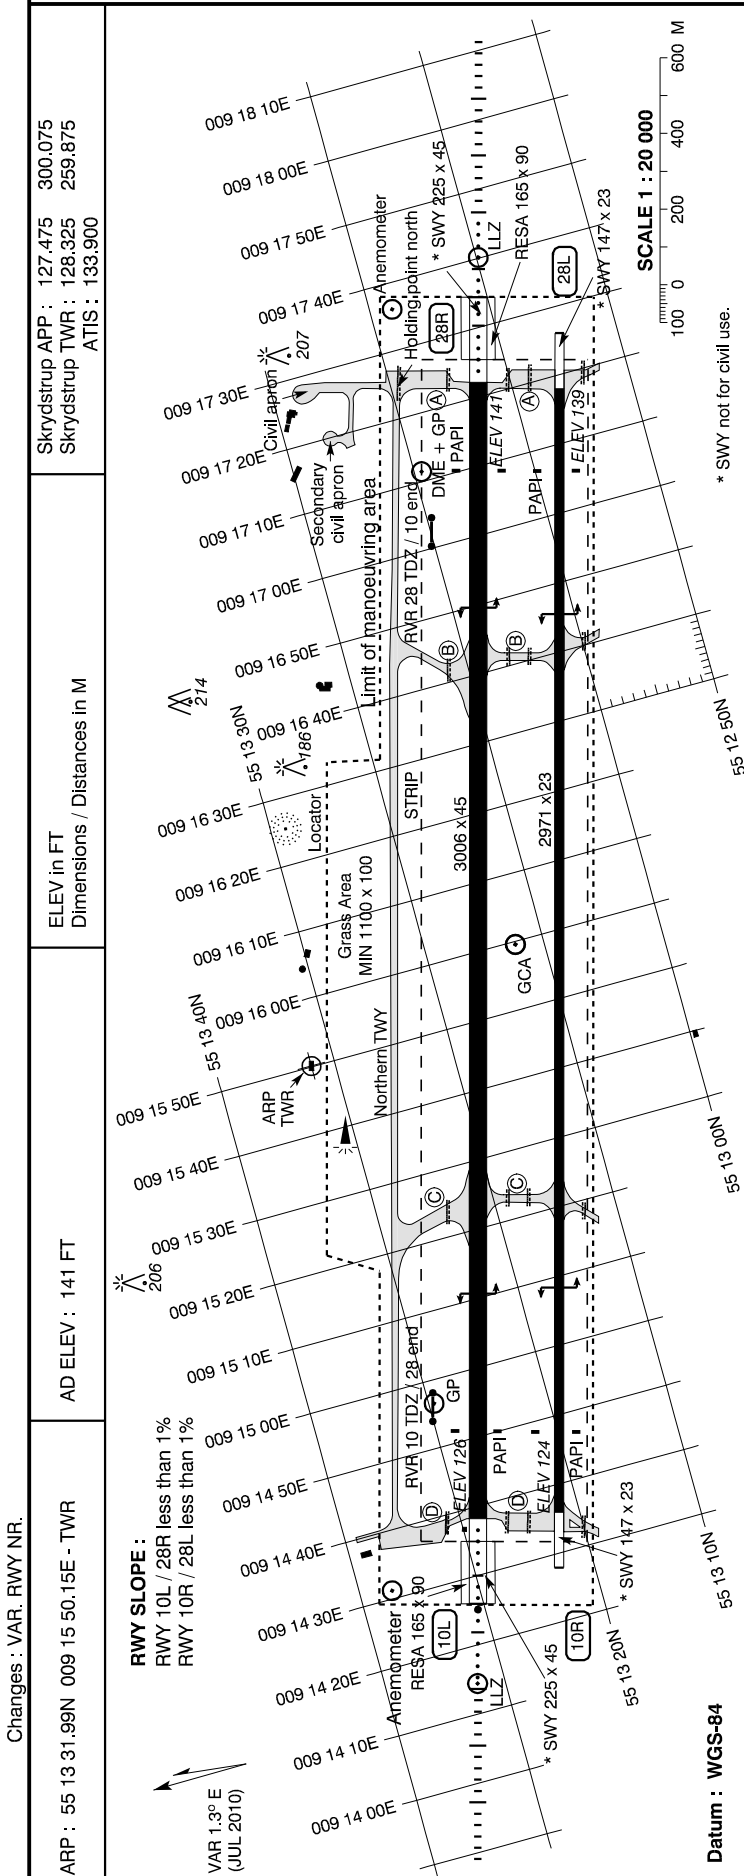 Changes : VAR. RWY NR.
ARP : 55 13 31.99N 009 15 50.15E - TWR
AD ELEV : 141 FT
ELEV in FT
Dimensions / Distances in M
Skrydstrup APP : 127.475 300.075
Skrydstrup TWR : 128.325 259.875
ATIS : 133.900
VAR 1.3° E
(JUL 2010)
RWY SLOPE :
RWY 10L / 28R less than 1%
RWY 10R / 28L less than 1%
009 14 00E
009 14 10E
009 14 20E
009 14 30E
009 14 40E
009 14 50E
009 15 00E
009 15 10E
009 15 20E
009 15 30E
009 15 40E
009 15 50E
009 16 00E
009 16 10E
009 16 20E
009 16 30E
009 16 40E
009 16 50E
009 17 00E
009 17 10E
009 17 20E
009 17 30E
009 17 40E
009 17 50E
009 18 00E
009 18 10E
55 13 40N
55 13 30N
206
214
186
207
ARP
TWR
Locator
Civil apron
Secondary
civil apron
Grass Area
MIN 1100 x 100
Limit of manoeuvring area
Northern TWY
STRIP
Anemometer
RESA 165 x 90
10L
LLZ
* SWY 225 x 45
RVR 10 TDZ / 28 end
GP
D
ELEV 126
PAPI
D
ELEV 124
PAPI
10R
* SWY 147 x 23
C
C
3006 x 45
2971 x 23
GCA
B
B
RVR 28 TDZ / 10 end
DME + GP
PAPI
A
ELEV 141
PAPI
A
ELEV 139
Anemometer
Holding point north
28R
* SWY 225 x 45
LLZ
RESA 165 x 90
28L
* SWY 147 x 23
55 13 20N
55 13 10N
55 13 00N
55 12 50N
SCALE 1 : 20 000
100 0 200 400 600 M
* SWY not for civil use.
Datum : WGS-84